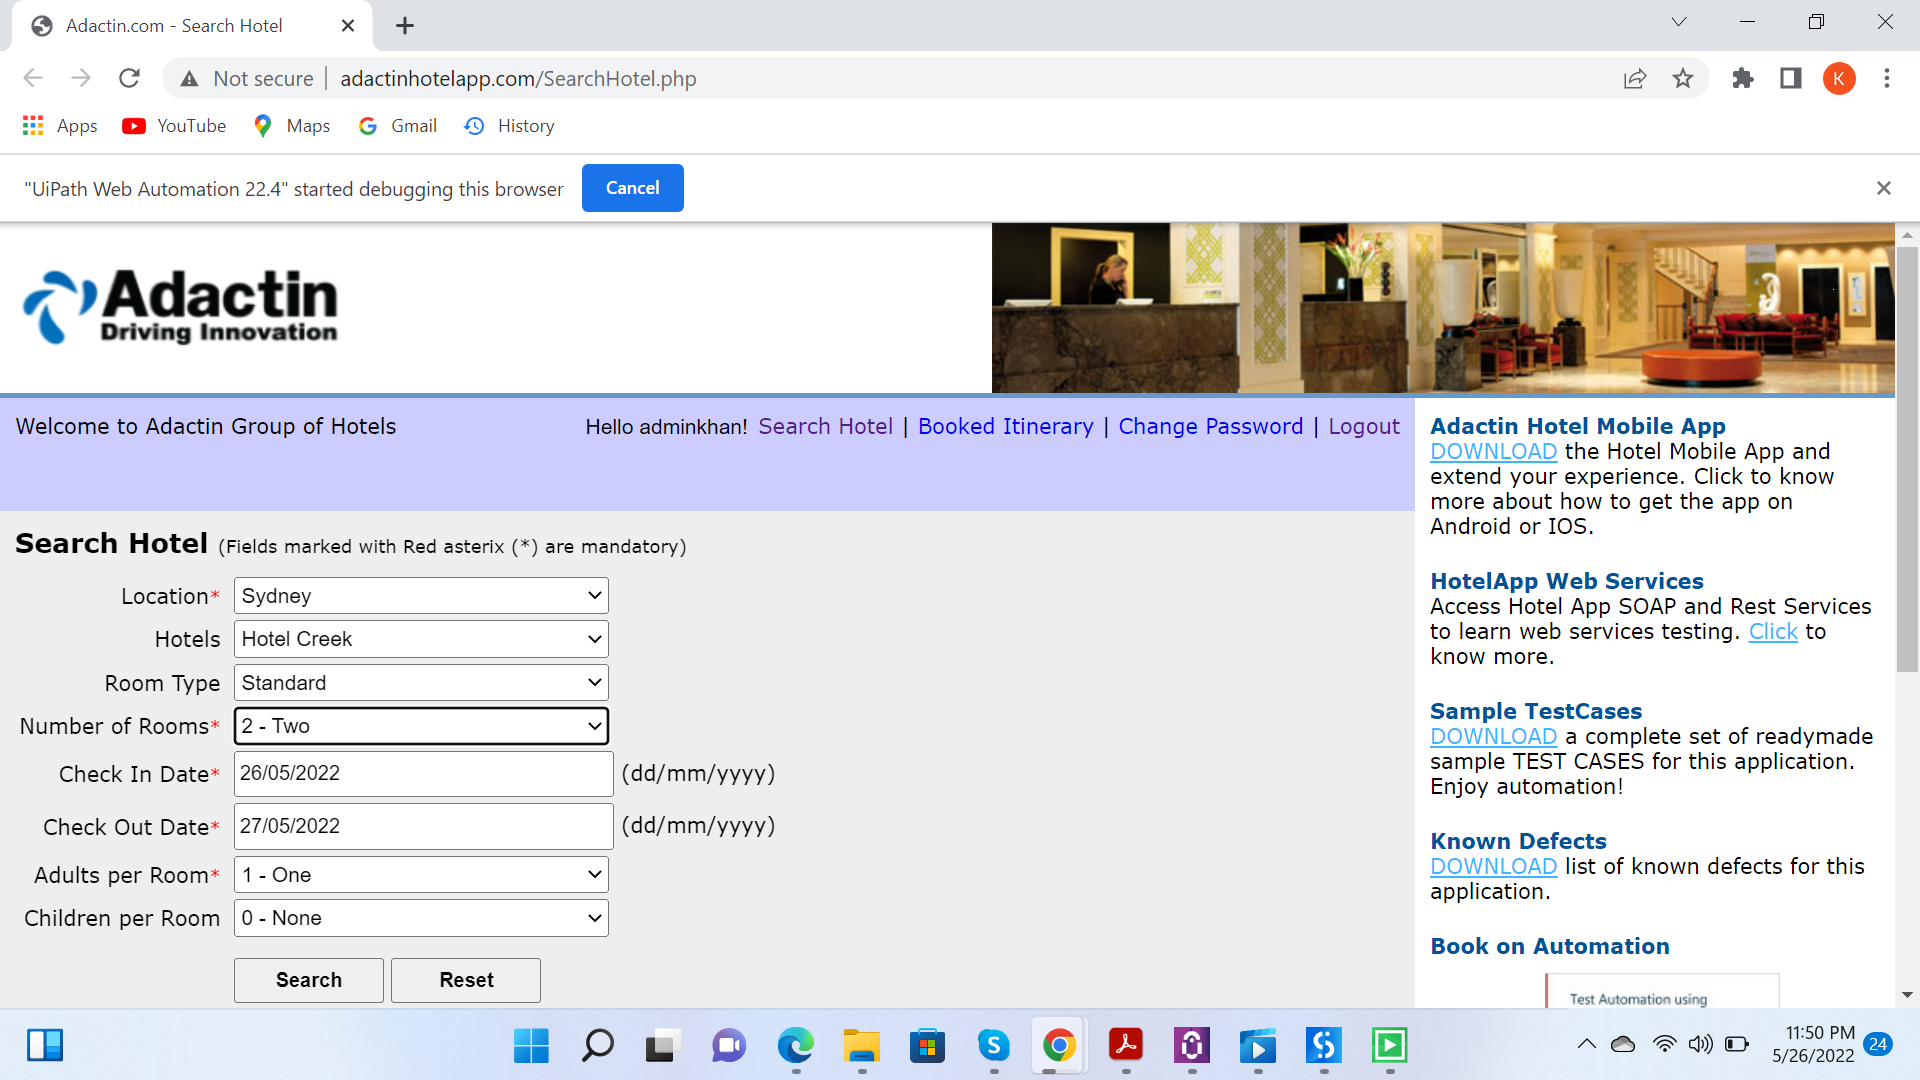 Adactin.com - Search Hotel
Not secure adactinhotelapp.com/SearchHotel.php
K
Apps YouTube Maps Gmail History
"UiPath Web Automation 22.4" started debugging this browser Cancel
Adactin
Driving Innovation
Welcome to Adactin Group of Hotels Hello adminkhan! Search Hotel | Booked Itinerary | Change Password | Logout
Search Hotel (Fields marked with Red asterix (*) are mandatory)
Location* Sydney
Hotels Hotel Creek
Room Type Standard
Number of Rooms* 2 - Two
Check In Date* 26/05/2022 (dd/mm/yyyy)
Check Out Date* 27/05/2022 (dd/mm/yyyy)
Adults per Room* 1 - One
Children per Room 0 - None
Search Reset
Adactin Hotel Mobile App
DOWNLOAD the Hotel Mobile App and
extend your experience. Click to know
more about how to get the app on
Android or IOS.
HotelApp Web Services
Access Hotel App SOAP and Rest Services
to learn web services testing. Click to
know more.
Sample TestCases
DOWNLOAD a complete set of readymade
sample TEST CASES for this application.
Enjoy automation!
Known Defects
DOWNLOAD list of known defects for this
application.
Book on Automation
Test Automation using
11:50 PM
5/26/2022
24